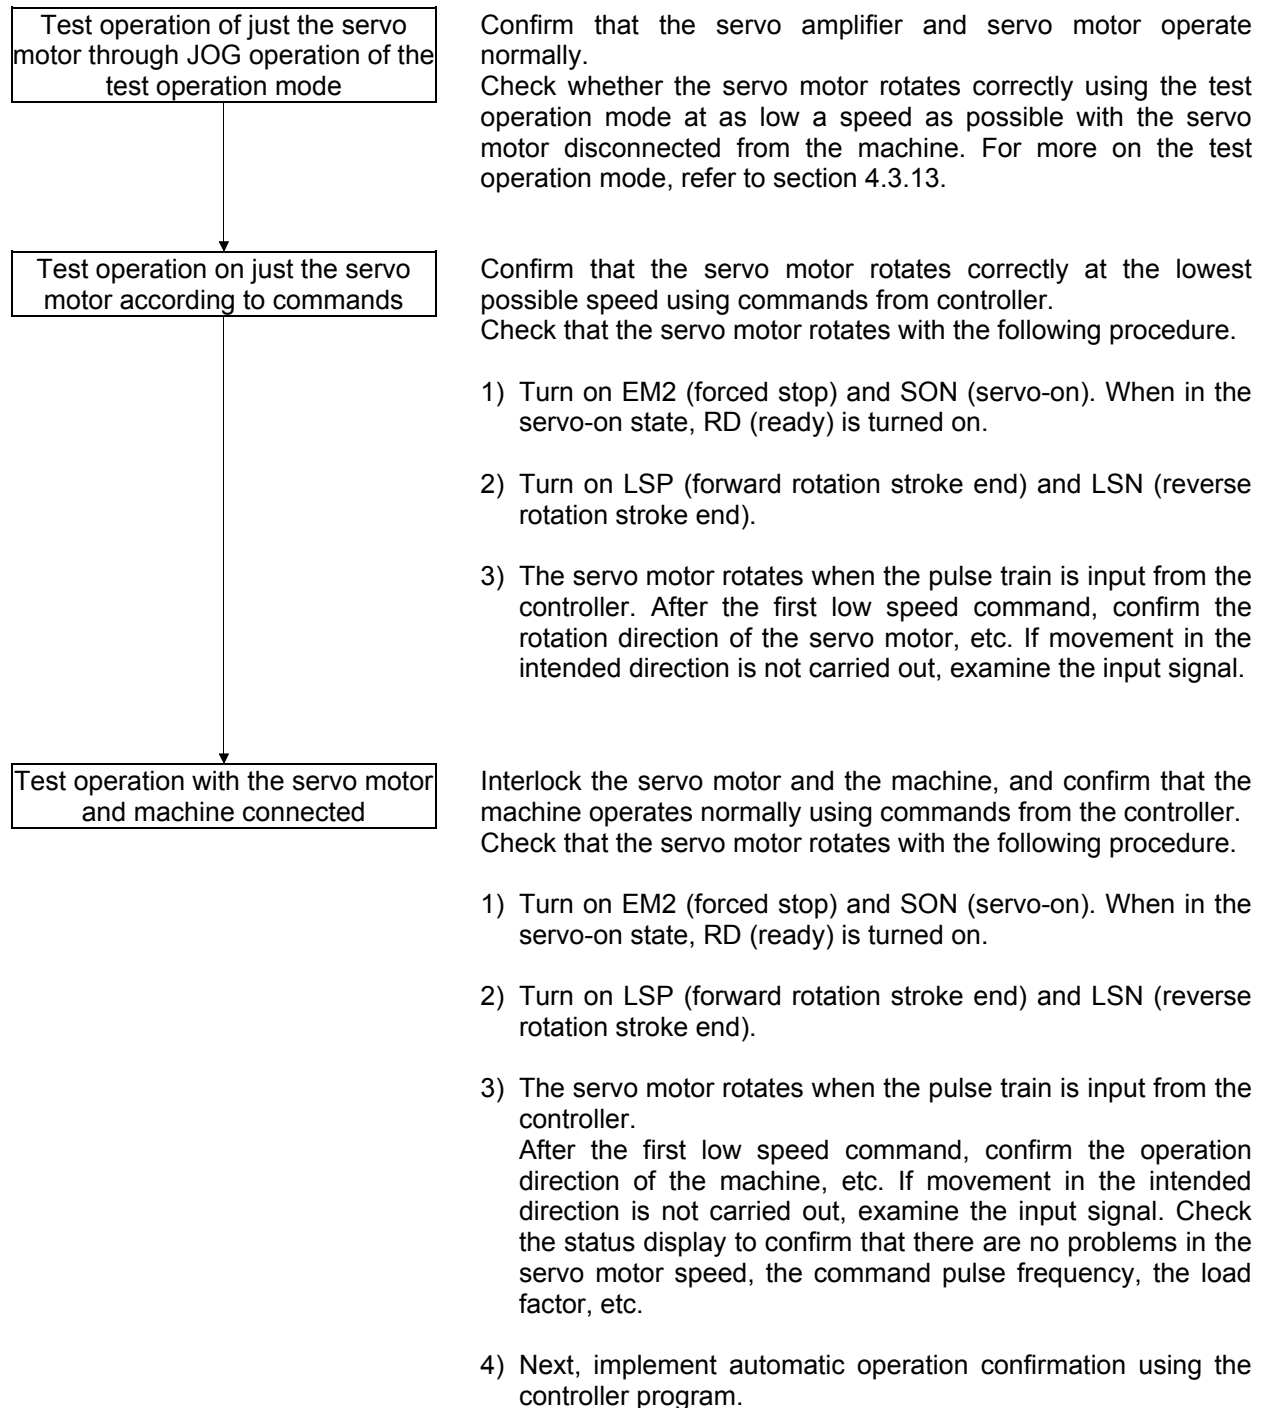 Test operation of just the servo
motor through JOG operation of the
test operation mode
Confirm that the servo amplifier and servo motor operate
normally.
Check whether the servo motor rotates correctly using the test
operation mode at as low a speed as possible with the servo
motor disconnected from the machine. For more on the test
operation mode, refer to section 4.3.13.
Test operation on just the servo
motor according to commands
Confirm that the servo motor rotates correctly at the lowest
possible speed using commands from controller.
Check that the servo motor rotates with the following procedure.
1) Turn on EM2 (forced stop) and SON (servo-on). When in the
servo-on state, RD (ready) is turned on.
2) Turn on LSP (forward rotation stroke end) and LSN (reverse
rotation stroke end).
3) The servo motor rotates when the pulse train is input from the
controller. After the first low speed command, confirm the
rotation direction of the servo motor, etc. If movement in the
intended direction is not carried out, examine the input signal.
Test operation with the servo motor
and machine connected
Interlock the servo motor and the machine, and confirm that the
machine operates normally using commands from the controller.
Check that the servo motor rotates with the following procedure.
1) Turn on EM2 (forced stop) and SON (servo-on). When in the
servo-on state, RD (ready) is turned on.
2) Turn on LSP (forward rotation stroke end) and LSN (reverse
rotation stroke end).
3) The servo motor rotates when the pulse train is input from the
controller.
After the first low speed command, confirm the operation
direction of the machine, etc. If movement in the intended
direction is not carried out, examine the input signal. Check
the status display to confirm that there are no problems in the
servo motor speed, the command pulse frequency, the load
factor, etc.
4) Next, implement automatic operation confirmation using the
controller program.